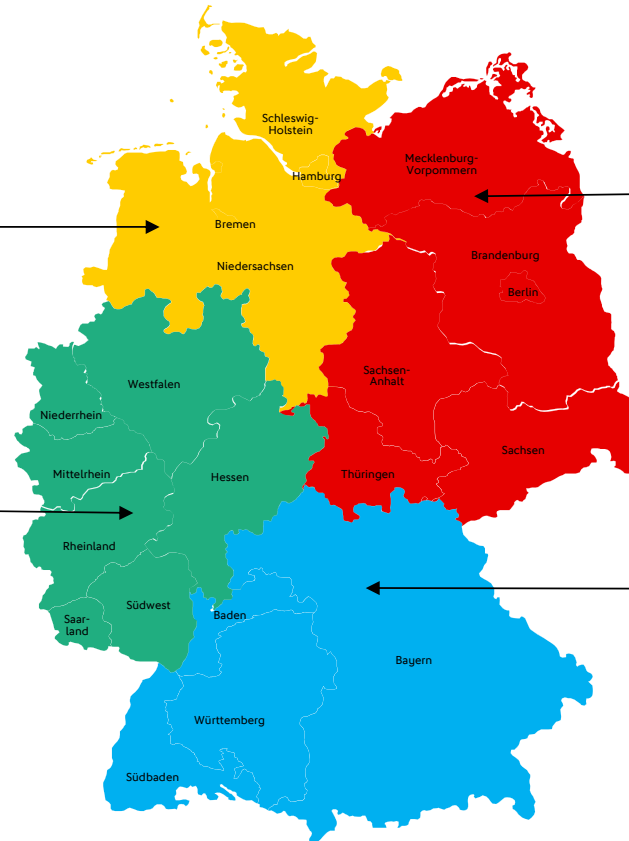 Schleswig-
Holstein
Mecklenburg-
Vorpommern
Hamburg
Bremen
Niedersachsen
Brandenburg
Berlin
Sachsen-
Anhalt
Westfalen
Niederrhein
Sachsen
Mittelrhein
Hessen
Thüringen
Rheinland
Südwest
Saar-
land
Baden
Bayern
Württemberg
Südbaden